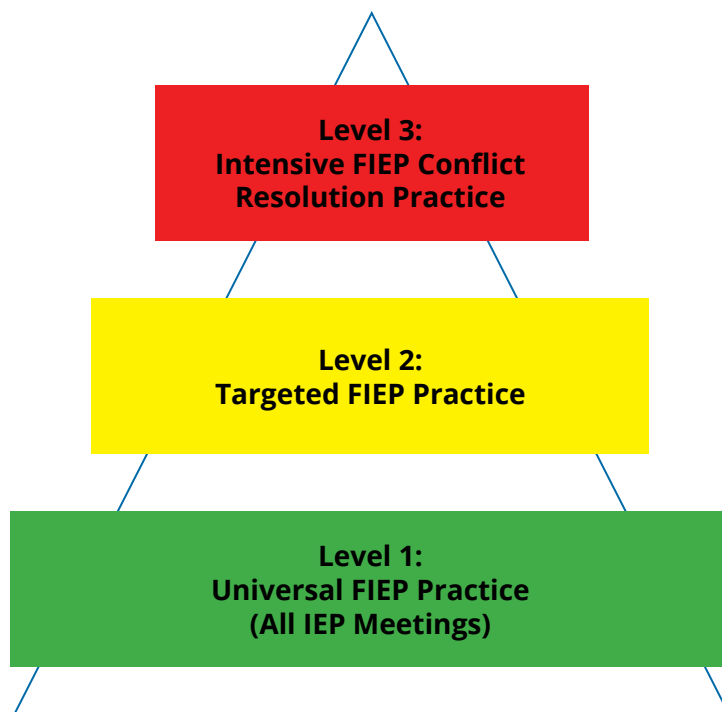 Level 3:
Intensive FIEP Conflict
Resolution Practice
Level 2:
Targeted FIEP Practice
Level 1:
Universal FIEP Practice
(All IEP Meetings)